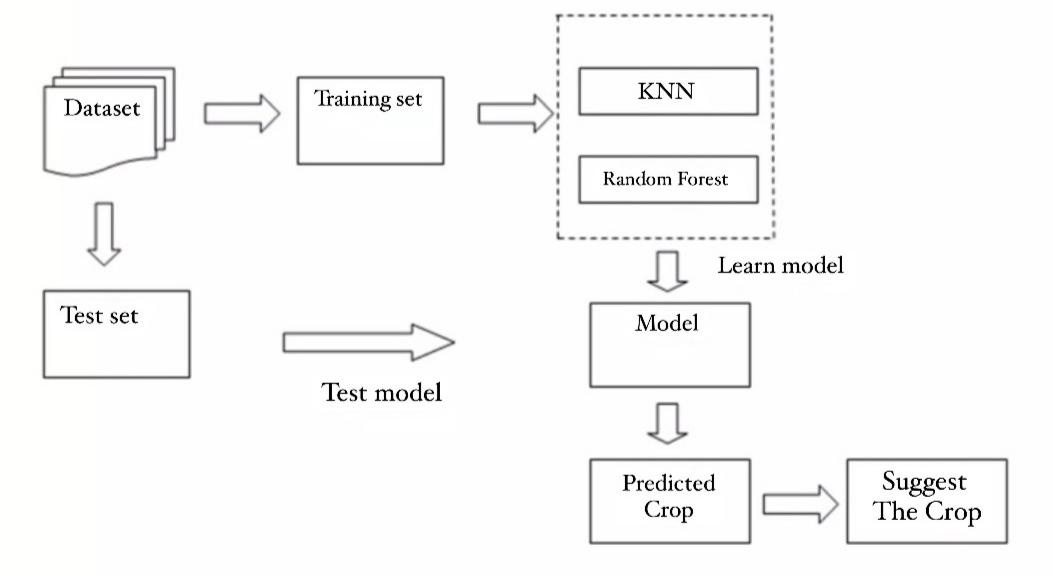 Dataset
Training set
KNN
Random Forest
Learn model
Test set
Test model
Model
Predicted
Crop
Suggest
The Crop